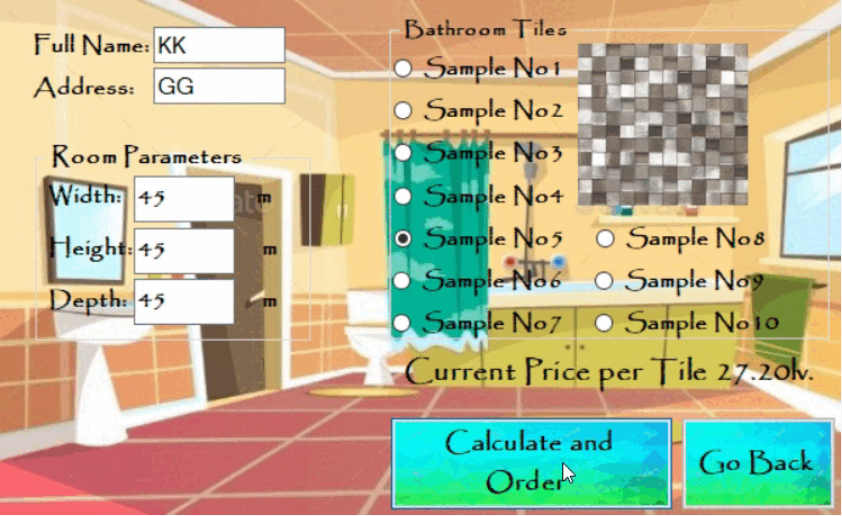 Full Name: KK
Address: GG
Room Parameters
Width: 45 m
Height: 45 m
Depth: 45 m
Bathroom Tiles
Sample No1
Sample No2
Sample No3
Sample No4
Sample No5
Sample No6
Sample No7
Sample No8
Sample No9
Sample No10
Current Price per Tile 27.20lv.
Calculate and
Order
Go Back